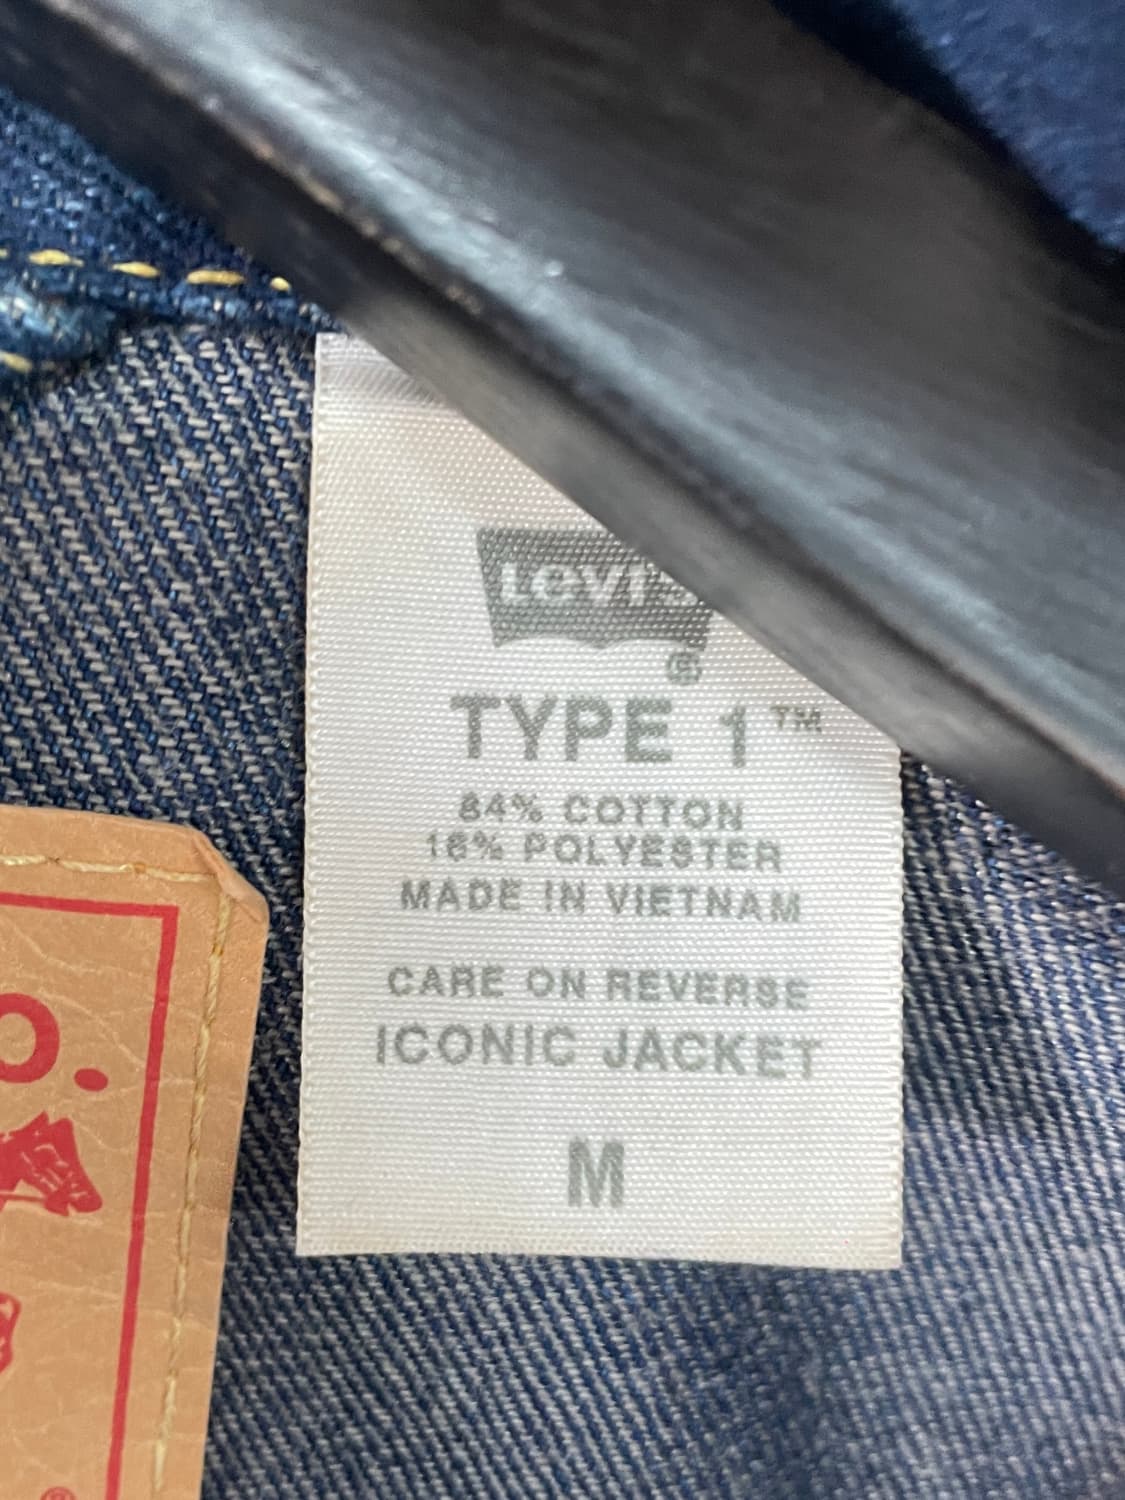 Levi's
®
TYPE 1™
84% COTTON
16% POLYESTER
MADE IN VIETNAM
CARE ON REVERSE
ICONIC JACKET
M
O.
®